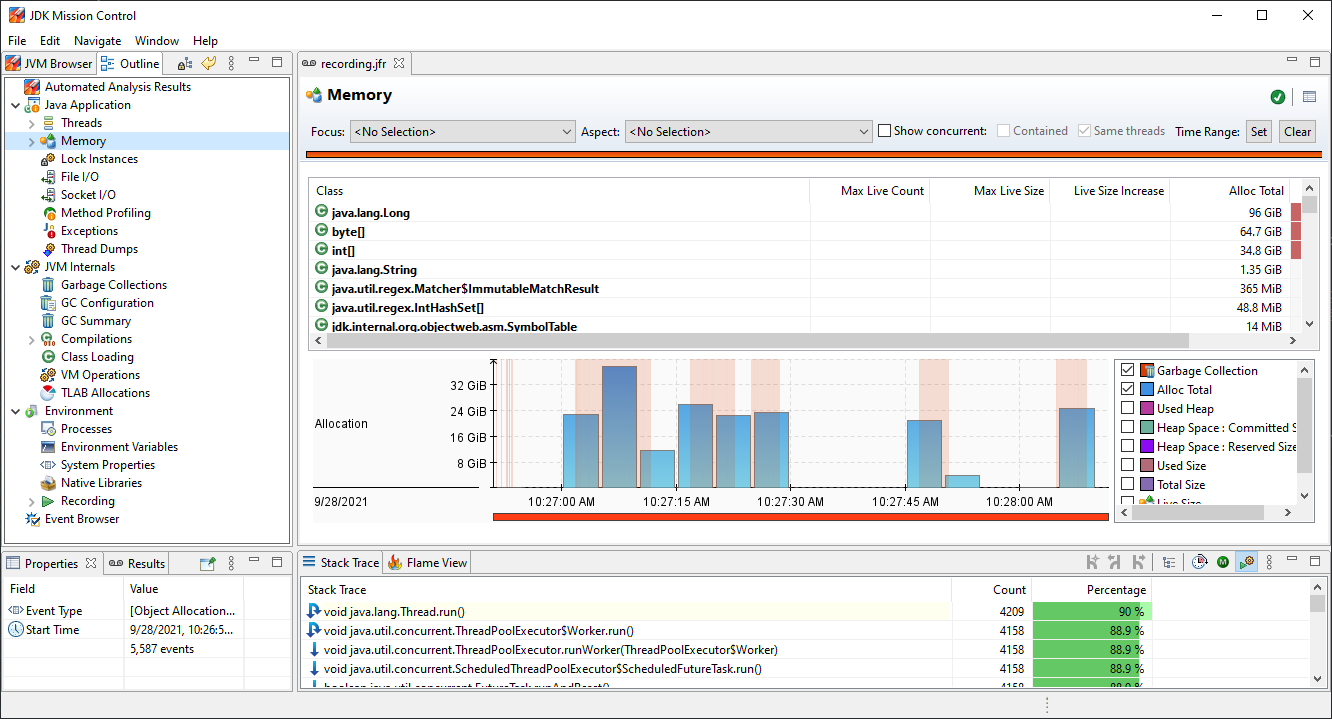 JDK Mission Control
File Edit Navigate Window Help
JVM Browser Outline
Automated Analysis Results
Java Application
Threads
Memory
Lock Instances
File I/O
Socket I/O
Method Profiling
Exceptions
Thread Dumps
JVM Internals
Garbage Collections
GC Configuration
GC Summary
Compilations
Class Loading
VM Operations
TLAB Allocations
Environment
Processes
Environment Variables
System Properties
Native Libraries
Recording
Event Browser
recording.jfr
Memory
Focus: <No Selection> Aspect: <No Selection> Show concurrent: Contained Same threads Time Range: Set Clear
Class Max Live Count Max Live Size Live Size Increase Alloc Total
java.lang.Long 96 GiB
byte[] 64.7 GiB
int[] 34.8 GiB
java.lang.String 1.35 GiB
java.util.regex.Matcher$ImmutableMatchResult 365 MiB
java.util.regex.IntHashSet[] 48.8 MiB
jdk.internal.org.objectweb.asm.SymbolTable 14 MiB
32 GiB
24 GiB
Allocation
16 GiB
8 GiB
9/28/2021 10:27:00 AM 10:27:15 AM 10:27:30 AM 10:27:45 AM 10:28:00 AM
Garbage Collection
Alloc Total
Used Heap
Heap Space : Committed S
Heap Space : Reserved Size
Used Size
Total Size
Live Size
Properties Results
Field Value
Event Type [Object Allocation...
Start Time 9/28/2021, 10:26:5...
5,587 events
Stack Trace Flame View
Stack Trace Count Percentage
void java.lang.Thread.run() 4209 90 %
void java.util.concurrent.ThreadPoolExecutor$Worker.run() 4158 88.9 %
void java.util.concurrent.ThreadPoolExecutor.runWorker(ThreadPoolExecutor$Worker) 4158 88.9 %
void java.util.concurrent.ScheduledThreadPoolExecutor$ScheduledFutureTask.run() 4158 88.9 %
boolean java.util.concurrent.FutureTask.runAndReset() 4158 88.9 %